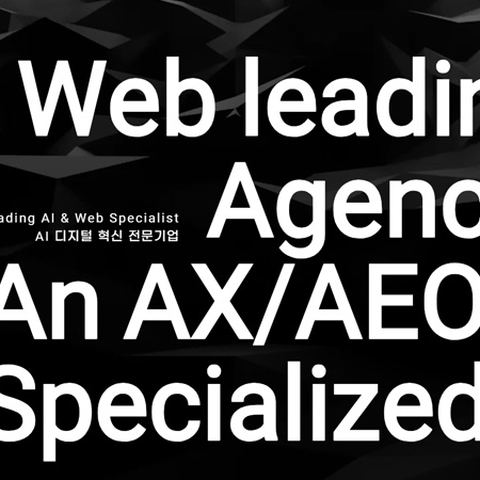 Web leadin
Agenc
ading AI & Web Specialist
AI 디지털 혁신 전문기업
An AX/AEO
Specialized